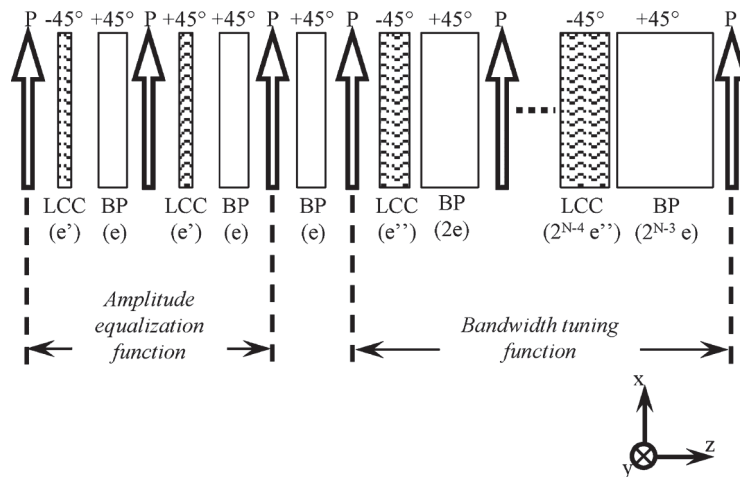 P -45° +45° P -45° +45° P +45° P -45° +45° P -45° +45° P
LCC BP LCC BP BP LCC BP LCC BP
(e') (e) (e') (e) (e) (e'') (2e) (2^{N-4} e'') (2^{N-3} e)
Amplitude
equalization
function
Bandwidth tuning
function
x
y
z